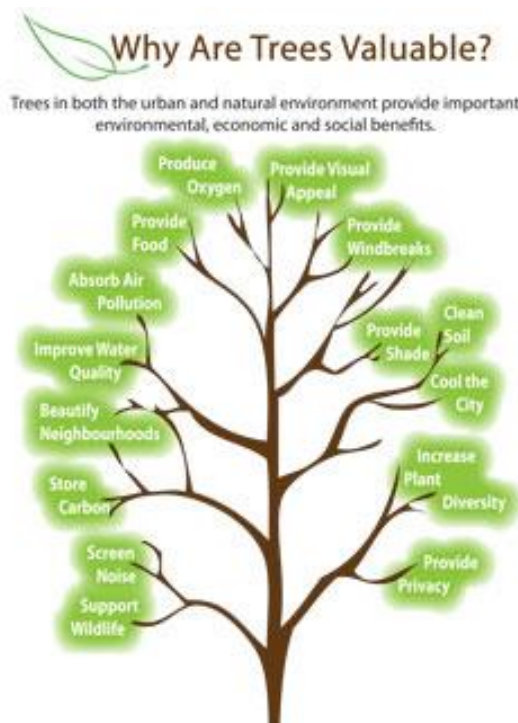 Why Are Trees Valuable?
Trees in both the urban and natural environment provide important
environmental, economic and social benefits.
Produce
Oxygen
Provide Visual
Appeal
Provide
Food
Provide
Windbreaks
Absorb Air
Pollution
Clean
Soil
Provide
Shade
Improve Water
Quality
Cool the
City
Beautify
Neighbourhoods
Increase
Plant
Diversity
Store
Carbon
Screen
Noise
Provide
Privacy
Support
Wildlife